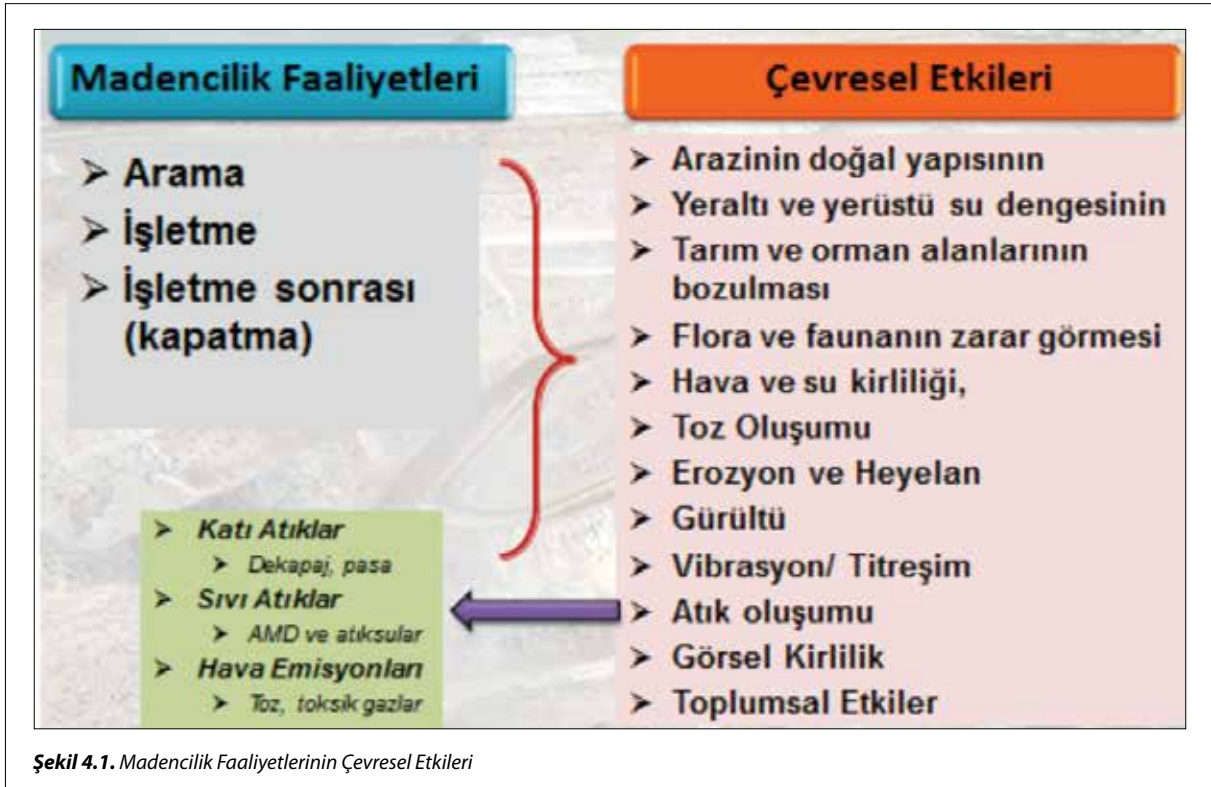 Madencilik Faaliyetleri
➢ Arama
➢ İşletme
➢ İşletme sonrası
(kapatma)
➢ Katı Atıklar
➢ Dekapaj, pasa
➢ Sıvı Atıklar
➢ AMD ve atıksular
➢ Hava Emisyonları
➢ Toz, toksik gazlar
Çevresel Etkileri
➢ Arazinin doğal yapısının
➢ Yeraltı ve yerüstü su dengesinin
➢ Tarım ve orman alanlarının
bozulması
➢ Flora ve faunanın zarar görmesi
➢ Hava ve su kirliliği,
➢ Toz Oluşumu
➢ Erozyon ve Heyelan
➢ Gürültü
➢ Vibrasyon/ Titreşim
➢ Atık oluşumu
➢ Görsel Kirlilik
➢ Toplumsal Etkiler
Şekil 4.1. Madencilik Faaliyetlerinin Çevresel Etkileri